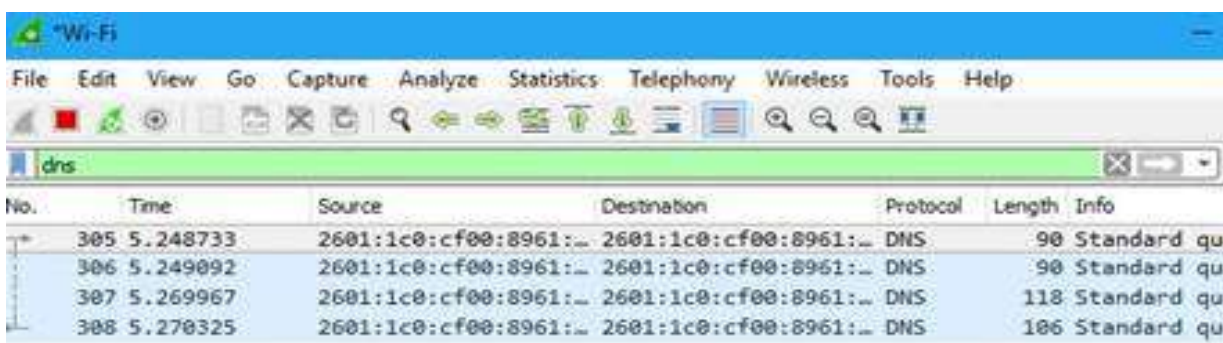 *Wi-Fi
File Edit View Go Capture Analyze Statistics Telephony Wireless Tools Help
dns
No. Time Source Destination Protocol Length Info
305 5.248733 2601:1c0:cf00:8961:… 2601:1c0:cf00:8961:… DNS 90 Standard qu
306 5.249092 2601:1c0:cf00:8961:… 2601:1c0:cf00:8961:… DNS 90 Standard qu
307 5.269967 2601:1c0:cf00:8961:… 2601:1c0:cf00:8961:… DNS 118 Standard qu
308 5.270325 2601:1c0:cf00:8961:… 2601:1c0:cf00:8961:… DNS 106 Standard qu